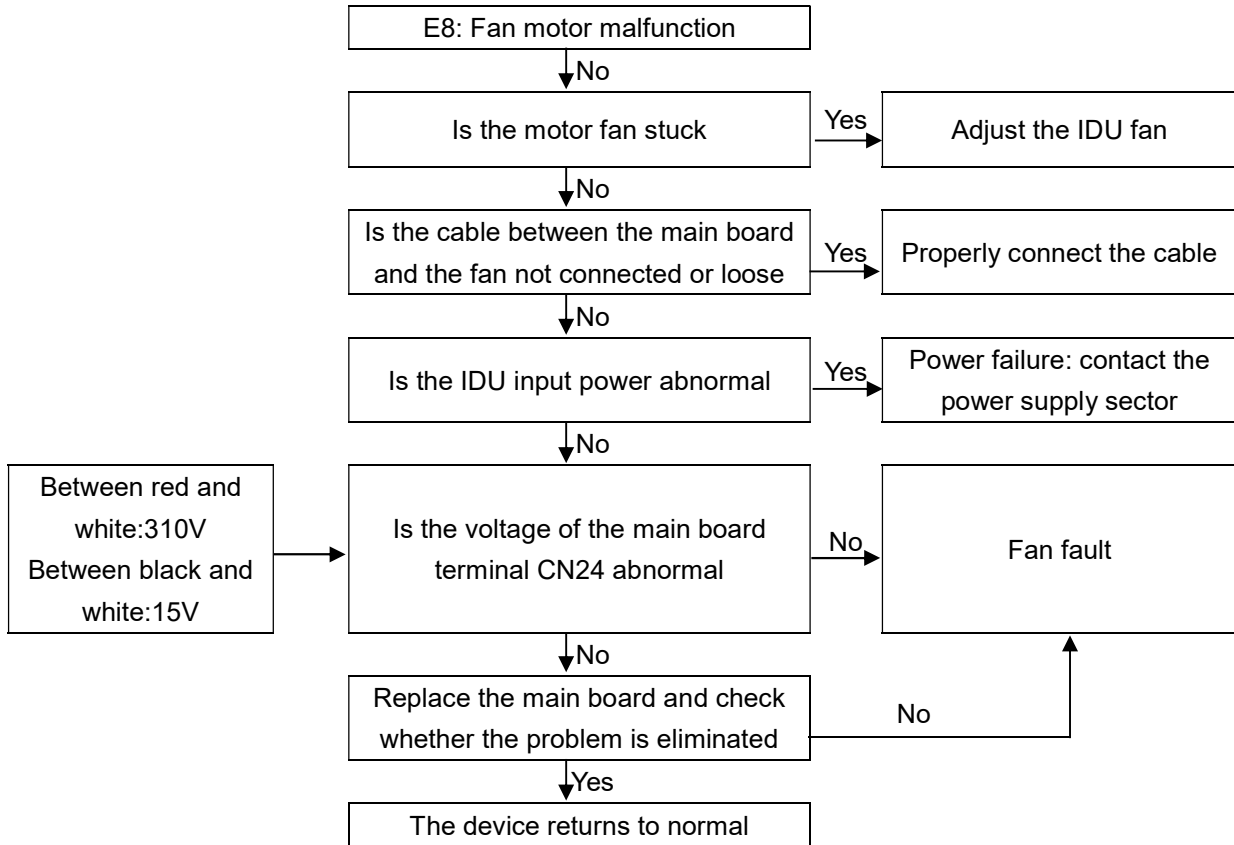 E8: Fan motor malfunction
No
Is the motor fan stuck
Yes
Adjust the IDU fan
No
Is the cable between the main board
and the fan not connected or loose
Yes
Properly connect the cable
No
Is the IDU input power abnormal
Yes
Power failure: contact the
power supply sector
No
Between red and
white:310V
Between black and
white:15V
Is the voltage of the main board
terminal CN24 abnormal
No
Fan fault
No
Replace the main board and check
whether the problem is eliminated
No
Yes
The device returns to normal